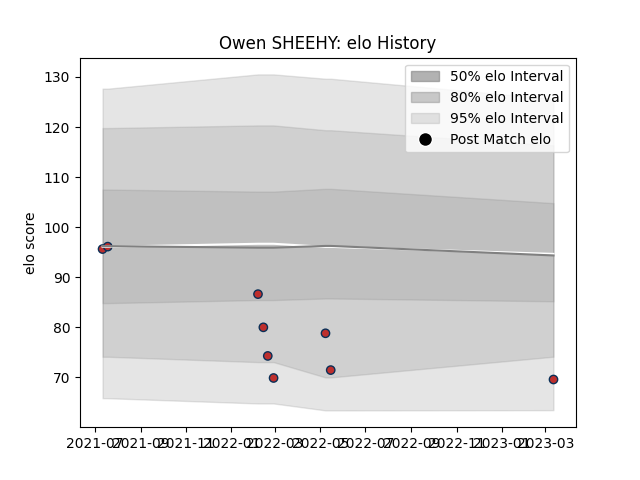 Owen SHEEHY: elo History
130
120
110
100
90
80
70
elo score
50% elo Interval
80% elo Interval
95% elo Interval
Post Match elo
2021-07 2021-09 2021-11 2022-01 2022-03 2022-05 2022-07 2022-09 2022-11 2023-01 2023-03